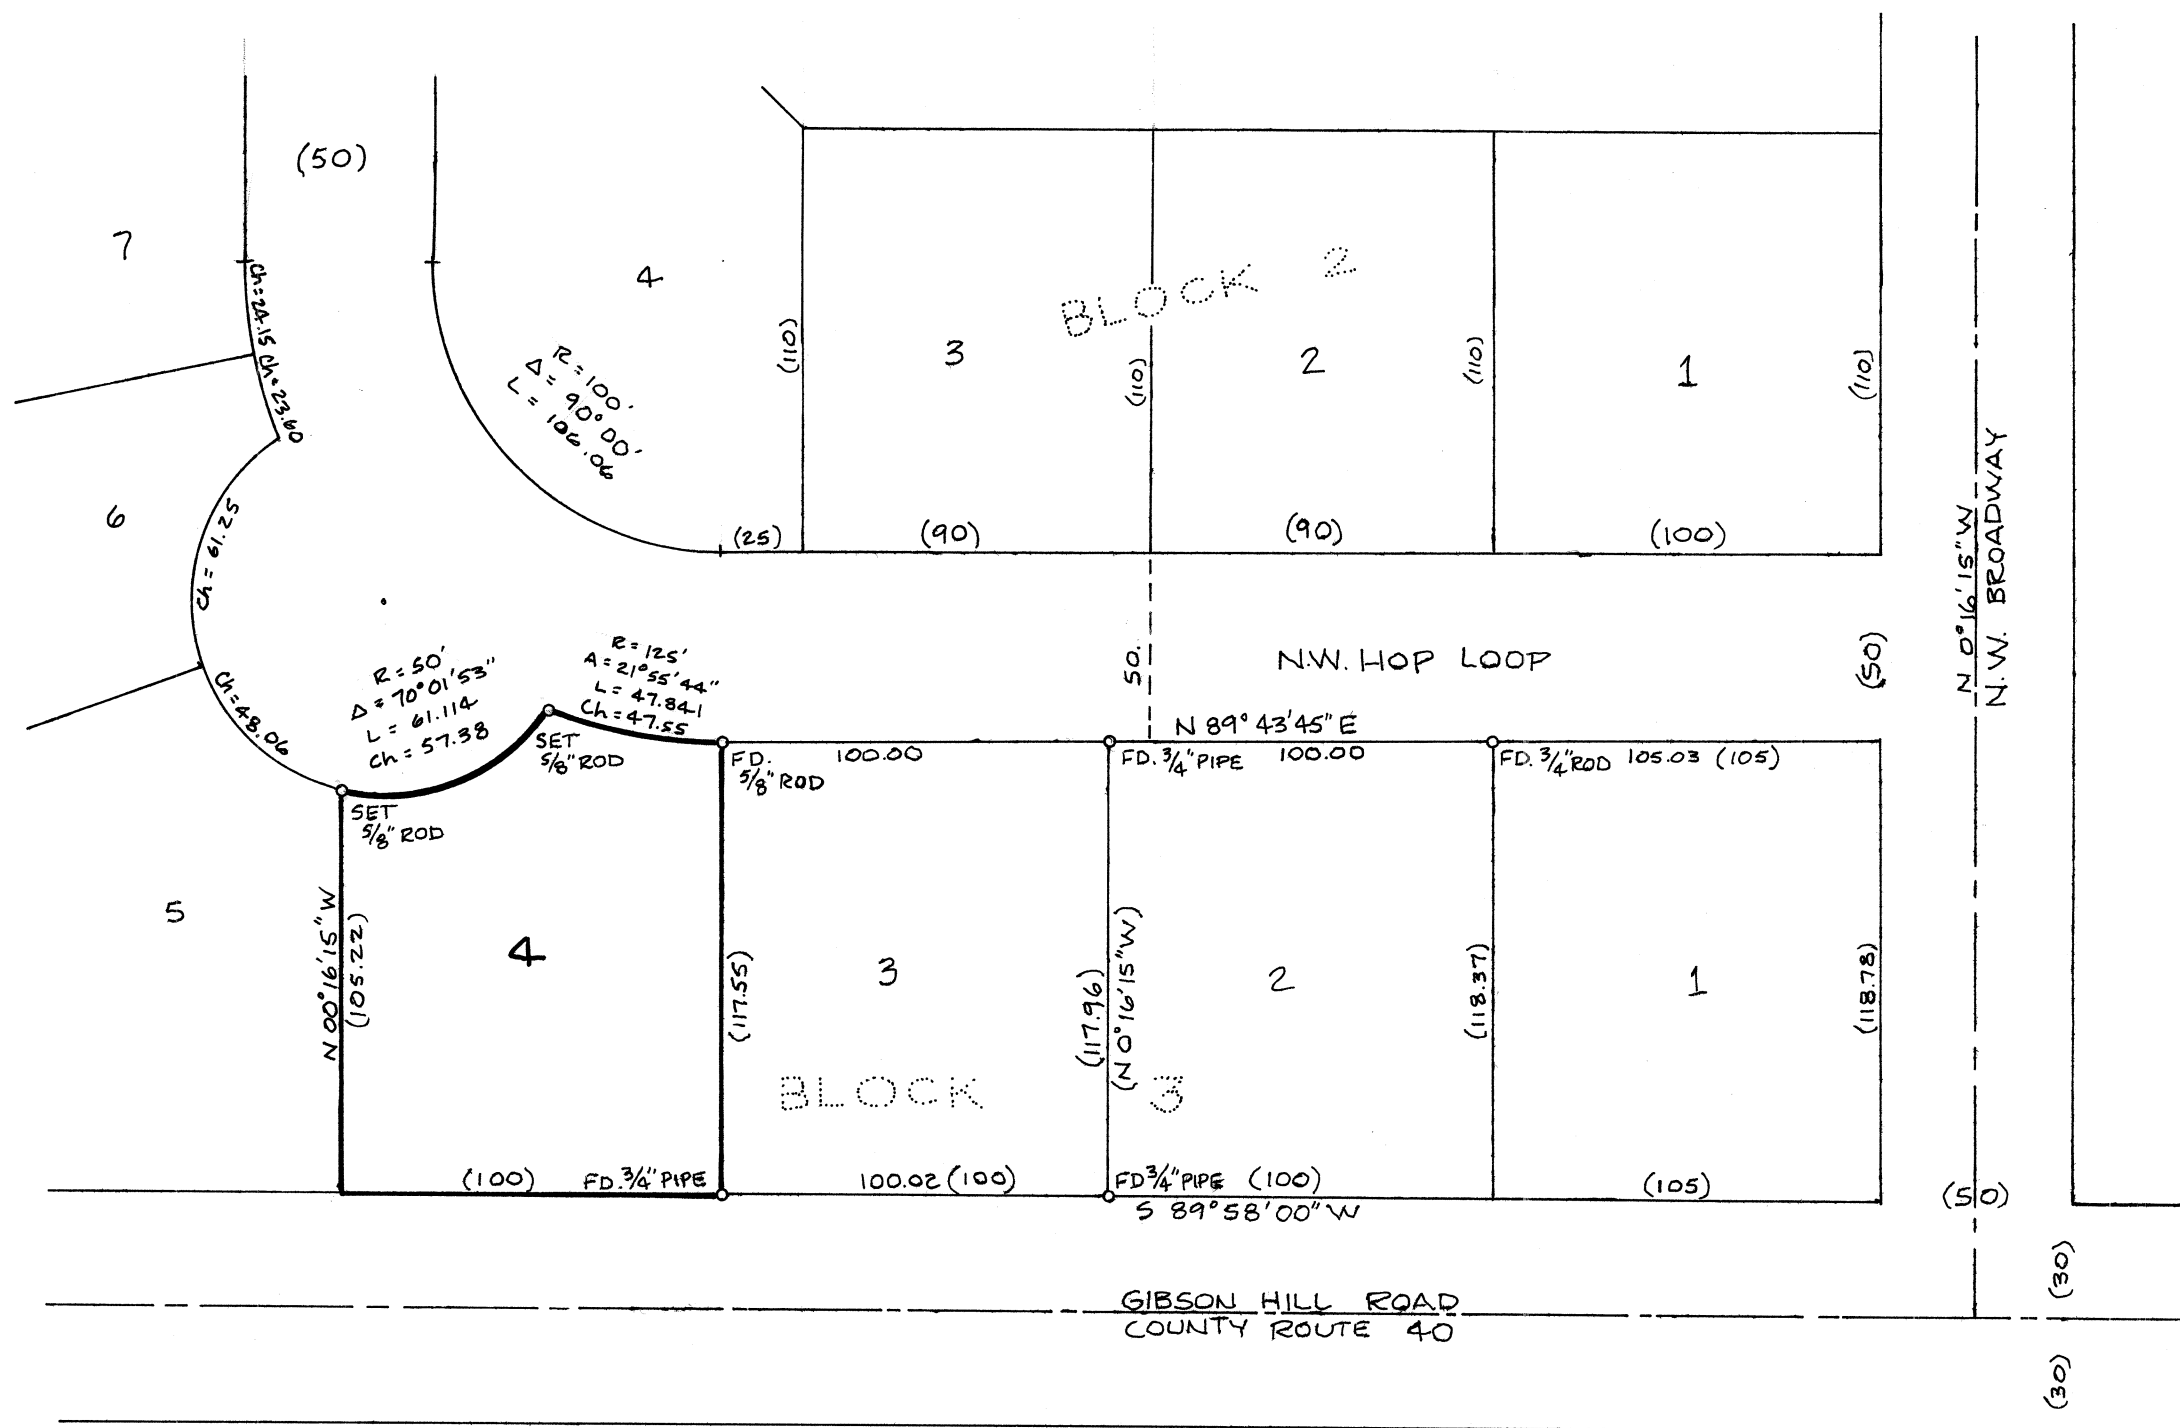 (50)
7
4
BLOCK 2
Ch=24.15
Ch=23.60
R=100'
Δ= 90°00'
L= 106.06
(110)
3
(110)
2
(110)
1
(110)
6
Ch= 61.25
(25)
(90)
(90)
(100)
N 0°16'15"W
N.W. BROADWAY
R=50'
Δ=70°01'53"
L= 61.114
Ch= 57.38
R=125'
A=21°55'44"
L=47.841
Ch=47.55
50.
N.W. HOP LOOP
(50)
Ch=48.06
SET
5/8" ROD
SET
5/8" ROD
FD.
5/8" ROD
100.00
N 89°43'45"E
FD. 3/4" PIPE 100.00
FD. 3/4" ROD 105.03 (105)
5
N 00°16'15"W
(105.22)
4
(117.55)
3
(117.96)
(N 0°16'15"W)
2
(118.37)
1
(118.78)
BLOCK 3
(100) FD. 3/4" PIPE
100.02 (100)
FD 3/4" PIPE (100)
(105)
S 89°58'00"W
(50)
(30)
GIBSON HILL ROAD
COUNTY ROUTE 40
(30)